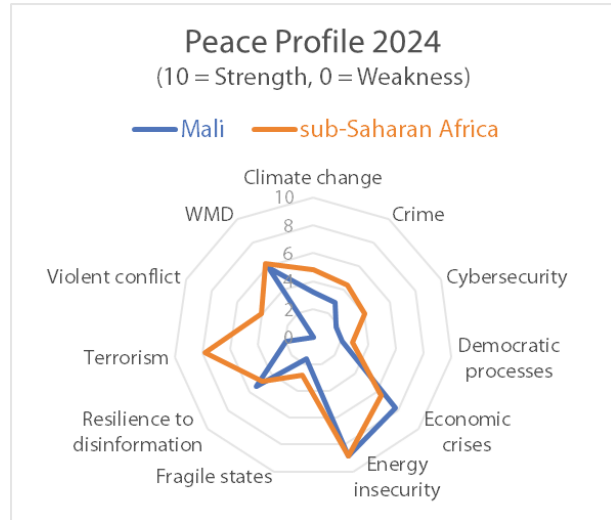 Peace Profile 2024
(10 = Strength, 0 = Weakness)
Mali
sub-Saharan Africa
Climate change
10
8
6
4
2
0
Crime
Cybersecurity
Democratic
processes
Economic
crises
Energy
insecurity
Fragile states
Resilience to
disinformation
Terrorism
Violent conflict
WMD